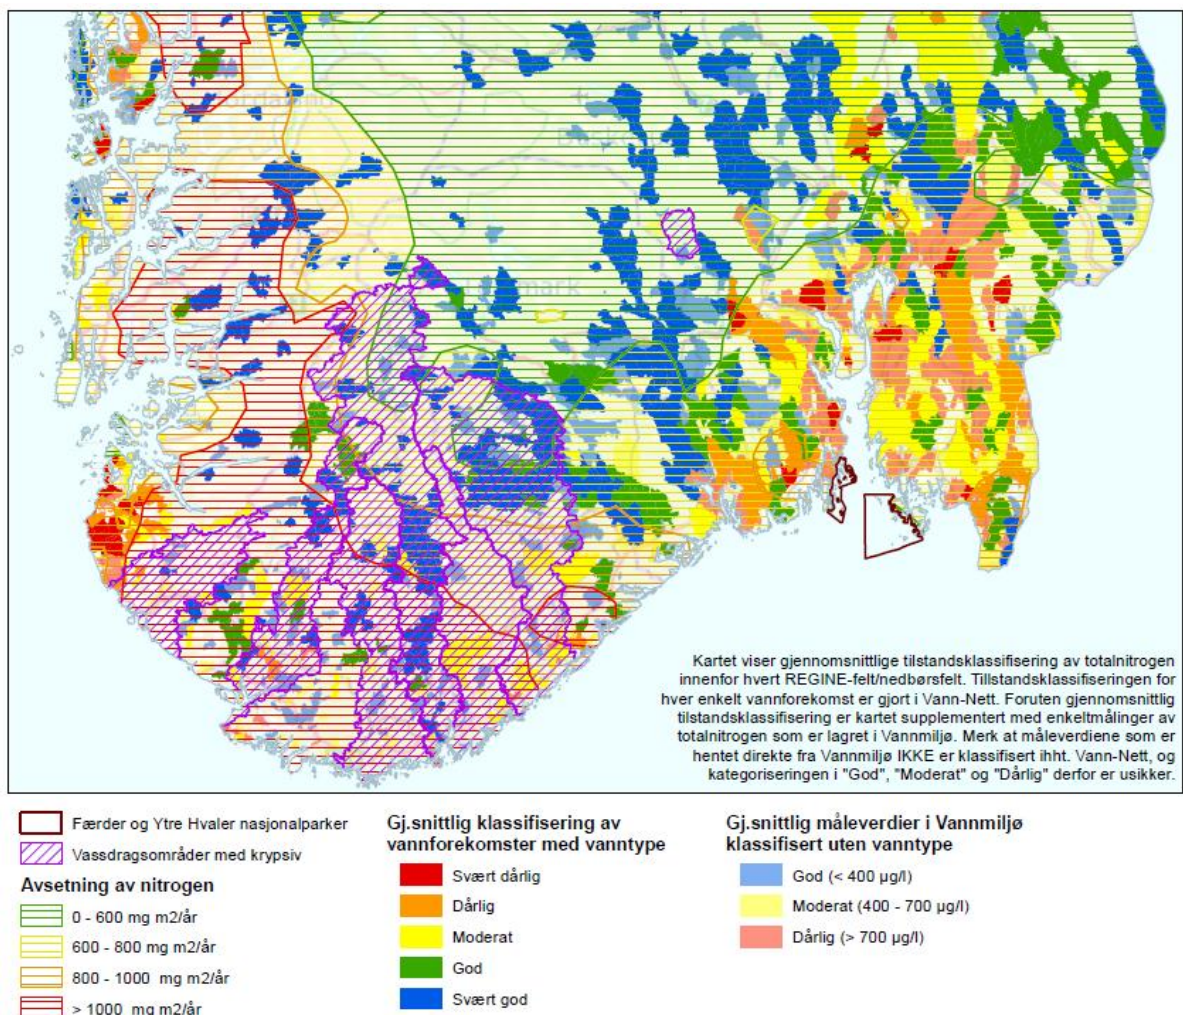 Kartet viser gjennomsnittlige tilstandsklassifisering av totalnitrogen
innenfor hvert REGINE-felt/nedbørsfelt. Tillstandsklassifiseringen for
hver enkelt vannforekomst er gjort i Vann-Nett. Foruten gjennomsnittlig
tilstandsklassifisering er kartet supplementert med enkeltmålinger av
totalnitrogen som er lagret i Vannmiljø. Merk at måleverdiene som er
hentet direkte fra Vannmiljø IKKE er klassifisert ihht. Vann-Nett, og
kategoriseringen i "God", "Moderat" og "Dårlig" derfor er usikker.
Færder og Ytre Hvaler nasjonalparker
Vassdragsområder med krypsiv
Avsetning av nitrogen
0 - 600 mg m2/år
600 - 800 mg m2/år
800 - 1000 mg m2/år
> 1000 mg m2/år
Gj.snittlig klassifisering av
vannforekomster med vanntype
Svært dårlig
Dårlig
Moderat
God
Svært god
Gj.snittlig måleverdier i Vannmiljø
klassifisert uten vanntype
God (< 400 µg/l)
Moderat (400 - 700 µg/l)
Dårlig (> 700 µg/l)